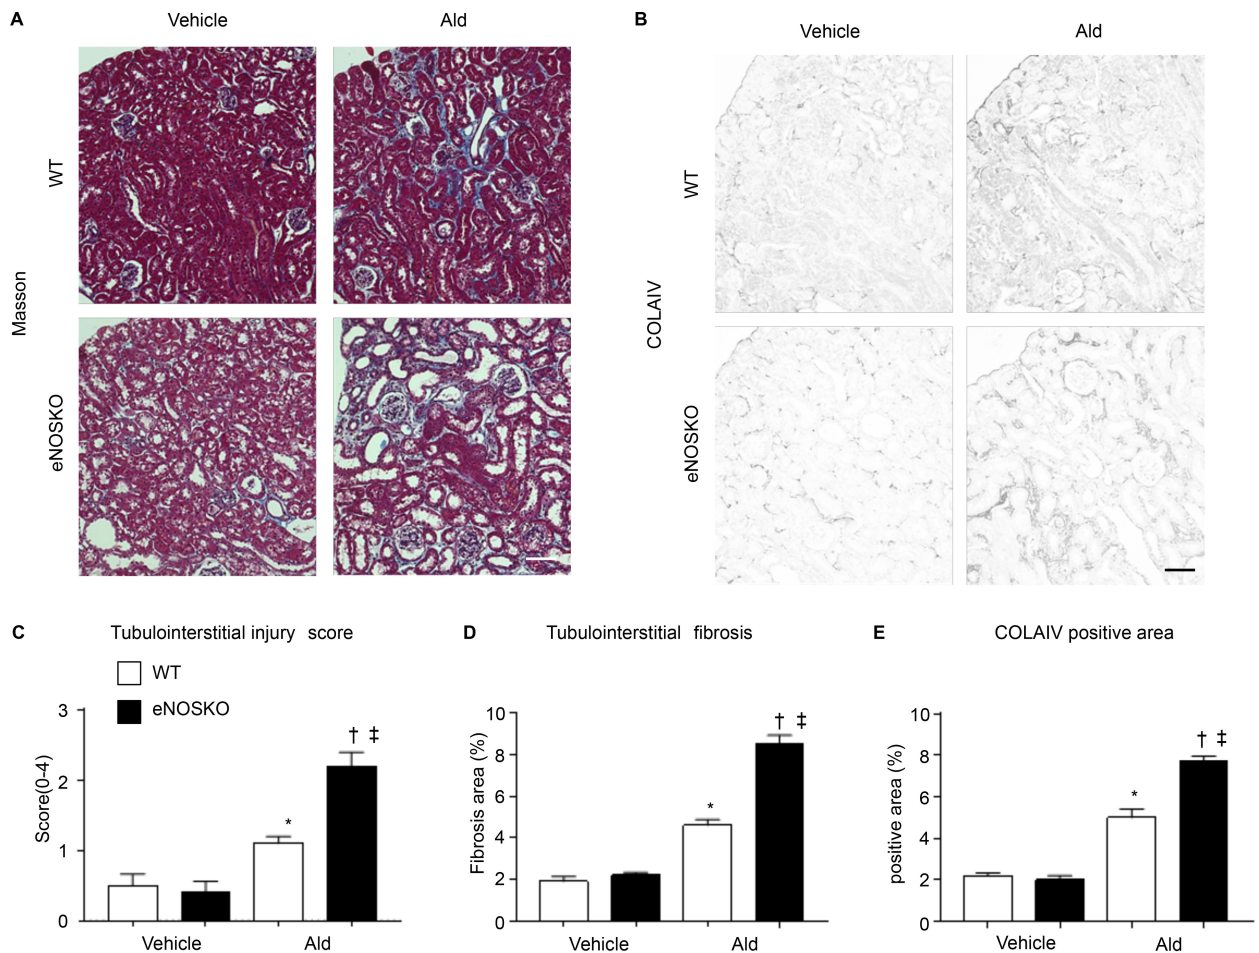 A
Vehicle
Ald
WT
Masson
eNOSKO
B
Vehicle
Ald
WT
COLAIV
eNOSKO
C
Tubulointerstitial injury score
WT
eNOSKO
Score(0-4)
3
2
1
0
*
† ‡
Vehicle
Ald
D
Tubulointerstitial fibrosis
Fibrosis area (%)
10
8
6
4
2
0
*
† ‡
Vehicle
Ald
E
COLAIV positive area
positive area (%)
10
8
6
4
2
0
*
† ‡
Vehicle
Ald